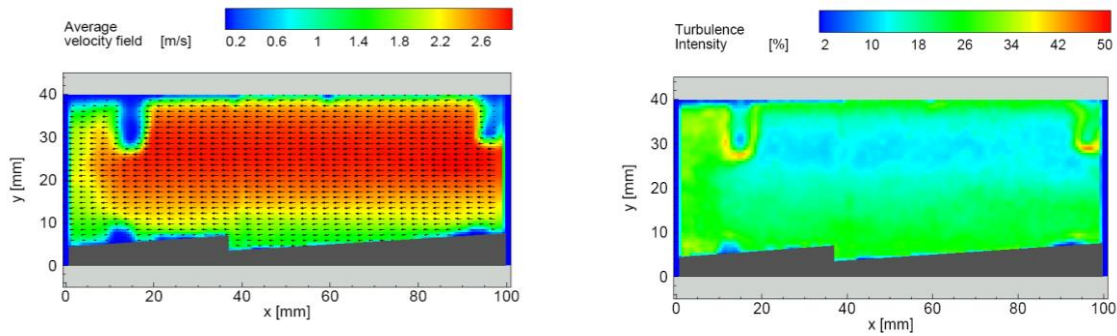 Average
velocity field [m/s]
0.2 0.6 1 1.4 1.8 2.2 2.6
40
30
20
10
0
y [mm]
0 20 40 60 80 100
x [mm]
Turbulence
Intensity [%]
2 10 18 26 34 42 50
40
30
20
10
0
y [mm]
0 20 40 60 80 100
x [mm]